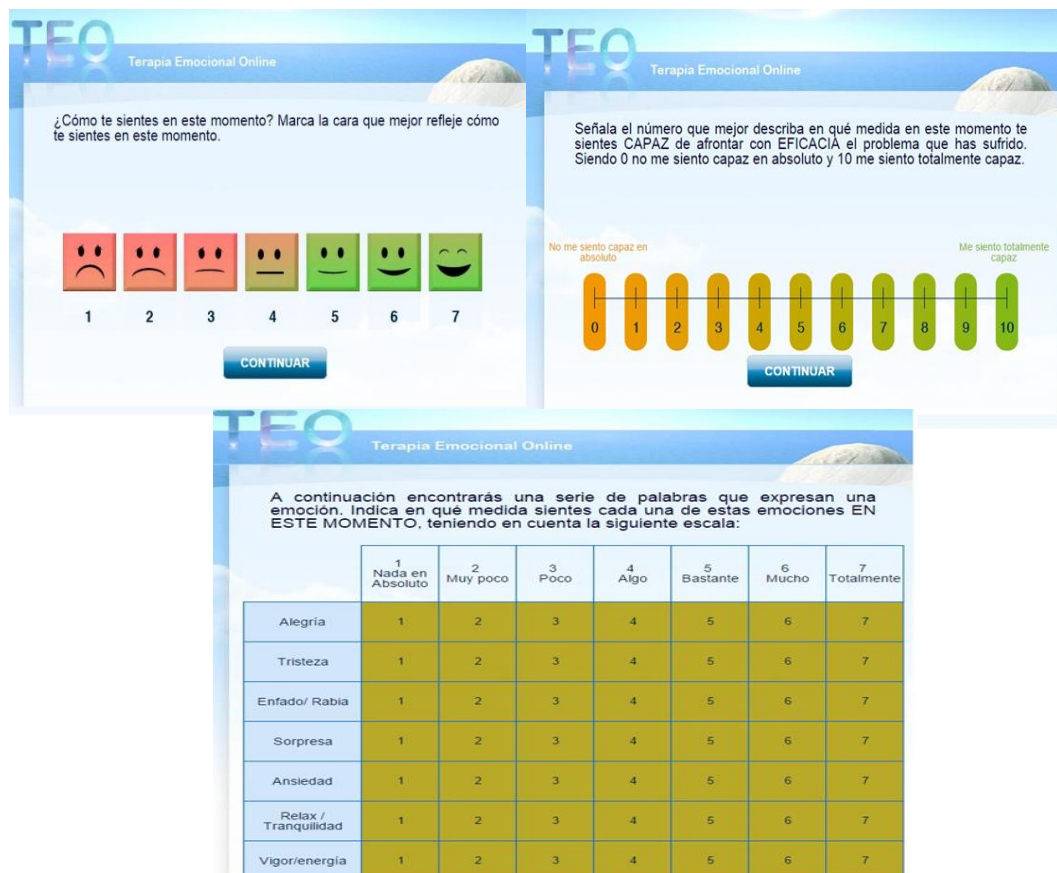 TEO
Terapia Emocional Online
¿Cómo te sientes en este momento? Marca la cara que mejor refleje cómo
te sientes en este momento.
1 2 3 4 5 6 7
CONTINUAR
TEO
Terapia Emocional Online
Señala el número que mejor describa en qué medida en este momento te
sientes CAPAZ de afrontar con EFICACIA el problema que has sufrido.
Siendo 0 no me siento capaz en absoluto y 10 me siento totalmente capaz.
No me siento capaz en
absoluto
Me siento totalmente
capaz
0 1 2 3 4 5 6 7 8 9 10
CONTINUAR
TEO
Terapia Emocional Online
A continuación encontrarás una serie de palabras que expresan una
emoción. Indica en qué medida sientes cada una de estas emociones EN
ESTE MOMENTO, teniendo en cuenta la siguiente escala:
1 2 3 4 5 6 7
Nada en Absoluto Muy poco Poco Algo Bastante Mucho Totalmente
Alegría 1 2 3 4 5 6 7
Tristeza 1 2 3 4 5 6 7
Enfado/ Rabia 1 2 3 4 5 6 7
Sorpresa 1 2 3 4 5 6 7
Ansiedad 1 2 3 4 5 6 7
Relax /
Tranquilidad 1 2 3 4 5 6 7
Vigor/energía 1 2 3 4 5 6 7